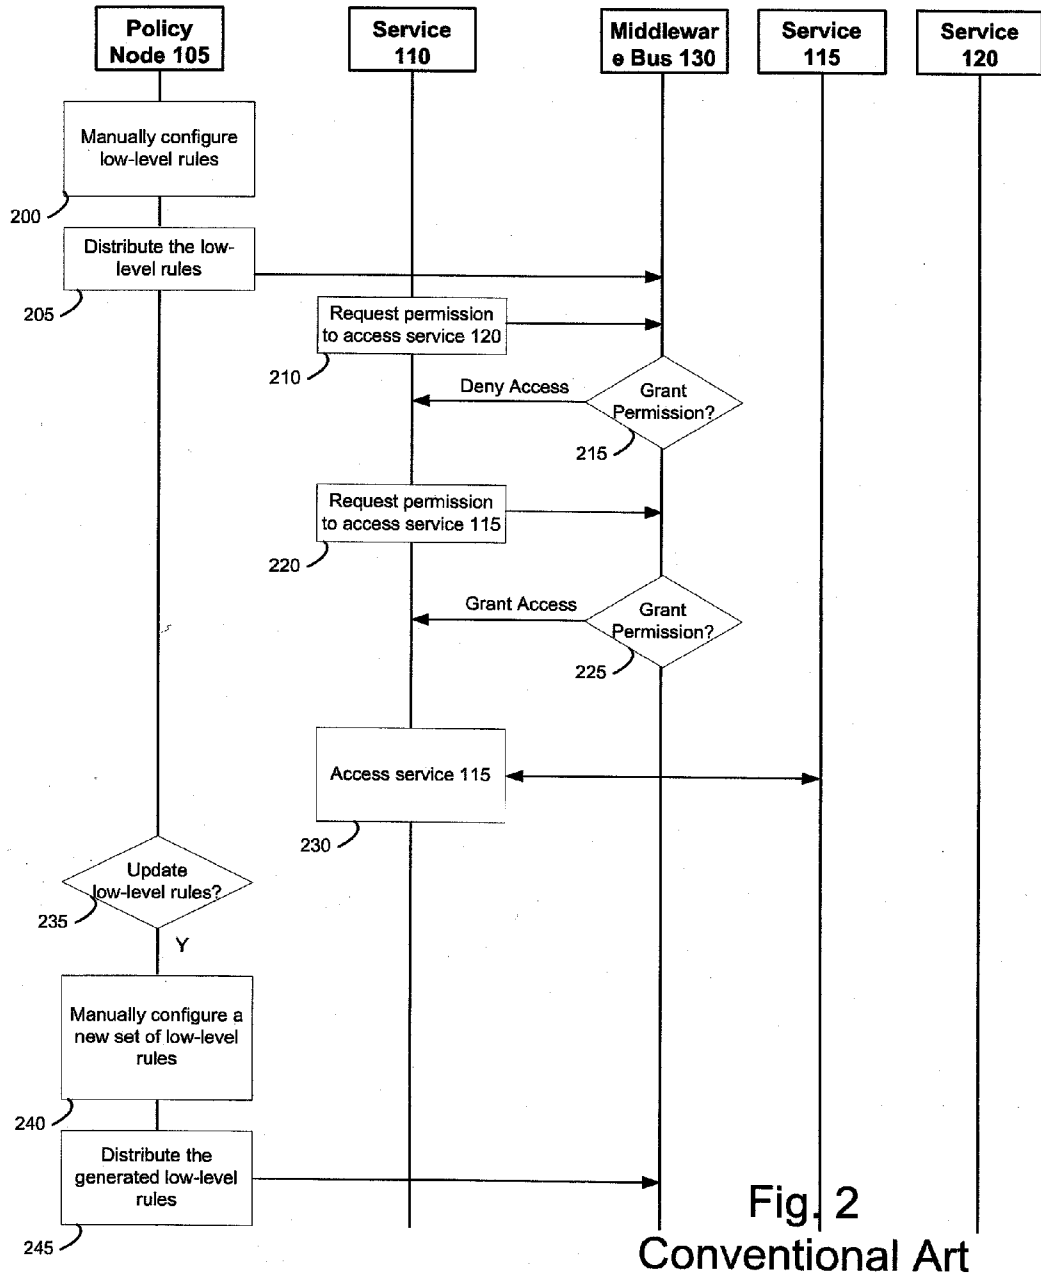 Policy
Node 105
Service
110
Middlewar
e Bus 130
Service
115
Service
120
Manually configure
low-level rules
200
Distribute the low-
level rules
205
Request permission
to access service 120
210
Deny Access
Grant
Permission?
215
Request permission
to access service 115
220
Grant Access
Grant
Permission?
225
Access service 115
230
Update
low-level rules?
235
Y
Manually configure a
new set of low-level
rules
240
Distribute the
generated low-level
rules
245
Fig. 2
Conventional Art